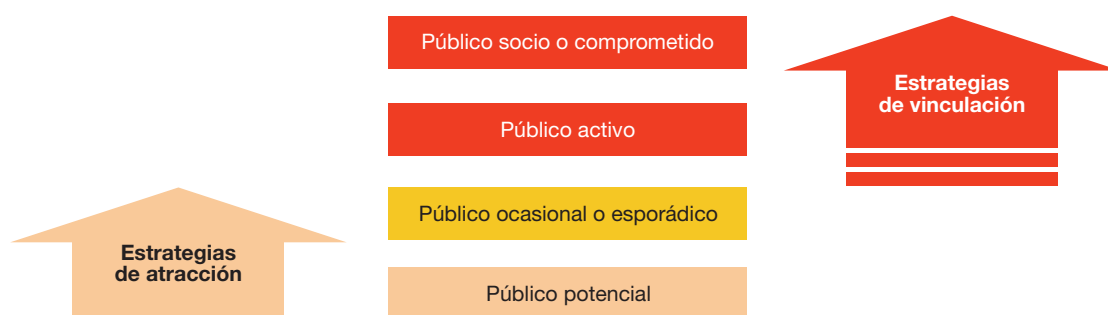 Público socio o comprometido
Estrategias
de vinculación
Público activo
Público ocasional o esporádico
Estrategias
de atracción
Público potencial